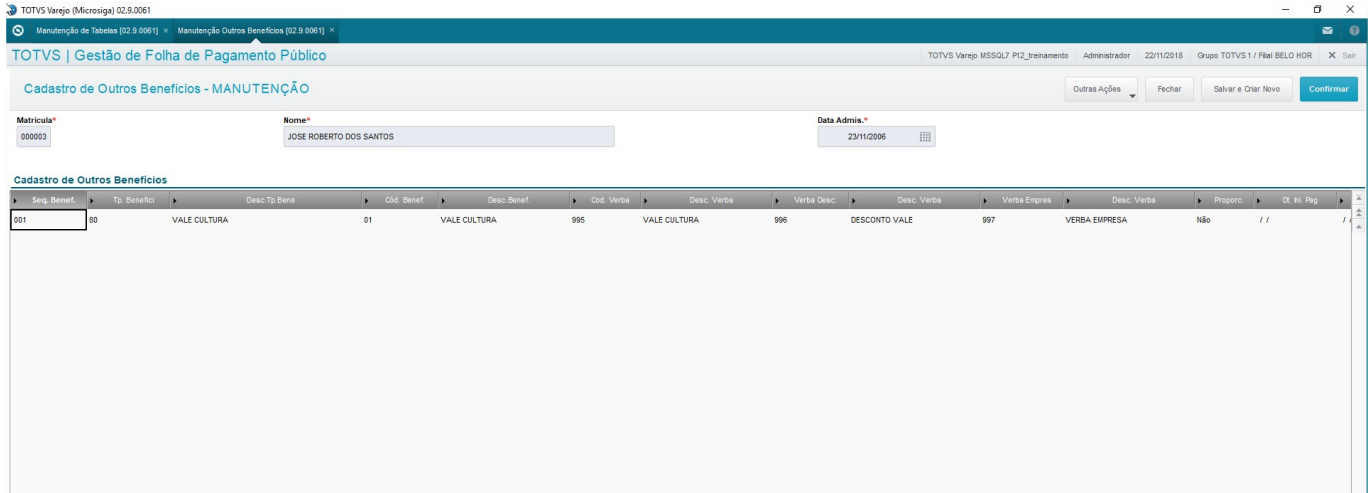 TOTVS Varejo (Microsiga) 02.9.0061
Manutenção de Tabelas [02.9.0061] × Manutenção Outros Benefícios [02.9.0061] ×
TOTVS | Gestão de Folha de Pagamento Público TOTVS Varejo MSSQL7 P12_treinamento Administrador 22/11/2018 Grupo TOTVS 1 / Filial BELO HOR Sair
Cadastro de Outros Benefícios - MANUTENÇÃO Outras Ações Fechar Salvar e Criar Novo Confirmar
Matricula* Nome* Data Admis.*
000003 JOSE ROBERTO DOS SANTOS 23/11/2006
Cadastro de Outros Benefícios
Seq. Benef. Tp. Benefici Desc.Tp.Bene Cód. Benef. Desc.Benef. Cod. Verba Desc. Verba Verba Desc. Desc. Verba Verba Empres Desc. Verba Proporc. Dt. Ini. Pag
001 80 VALE CULTURA 01 VALE CULTURA 995 VALE CULTURA 996 DESCONTO VALE 997 VERBA EMPRESA Não / / / /